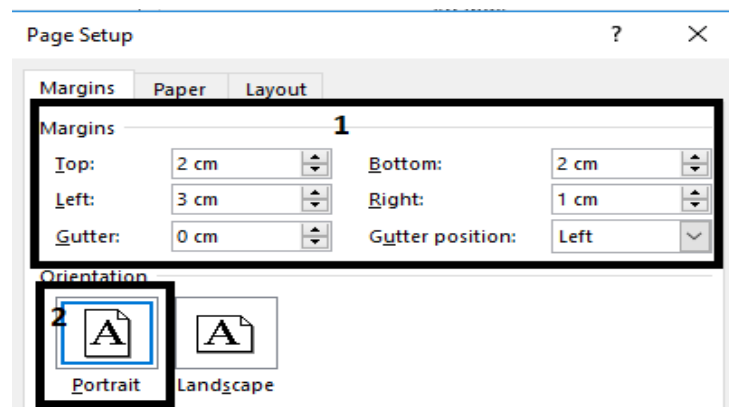 Page Setup ? ×
Margins Paper Layout
Margins 1
Top: 2 cm Bottom: 2 cm
Left: 3 cm Right: 1 cm
Gutter: 0 cm Gutter position: Left
Orientation
2 A A
Portrait Landscape